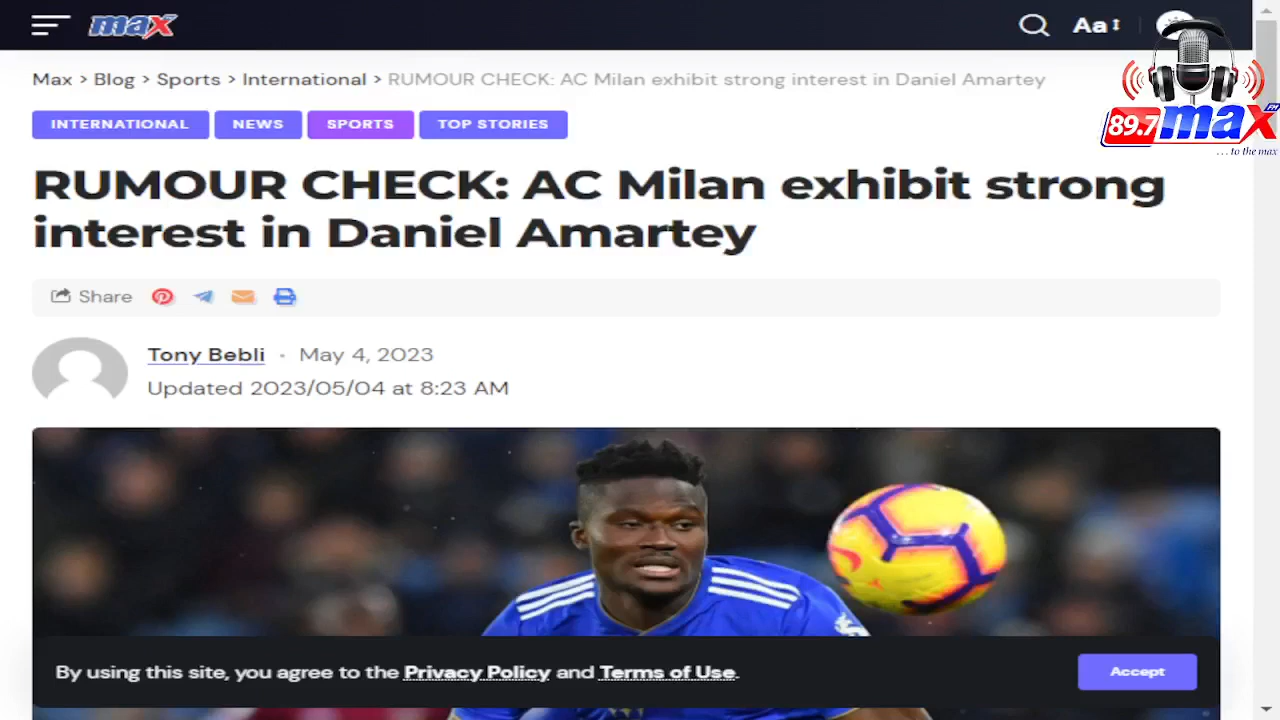 max
Aa
Max > Blog > Sports > International > RUMOUR CHECK: AC Milan exhibit strong interest in Daniel Amartey
INTERNATIONAL NEWS SPORTS TOP STORIES
89.7 max FM
...to the max
RUMOUR CHECK: AC Milan exhibit strong
interest in Daniel Amartey
Share
Tony Bebli · May 4, 2023
Updated 2023/05/04 at 8:23 AM
By using this site, you agree to the Privacy Policy and Terms of Use.
Accept